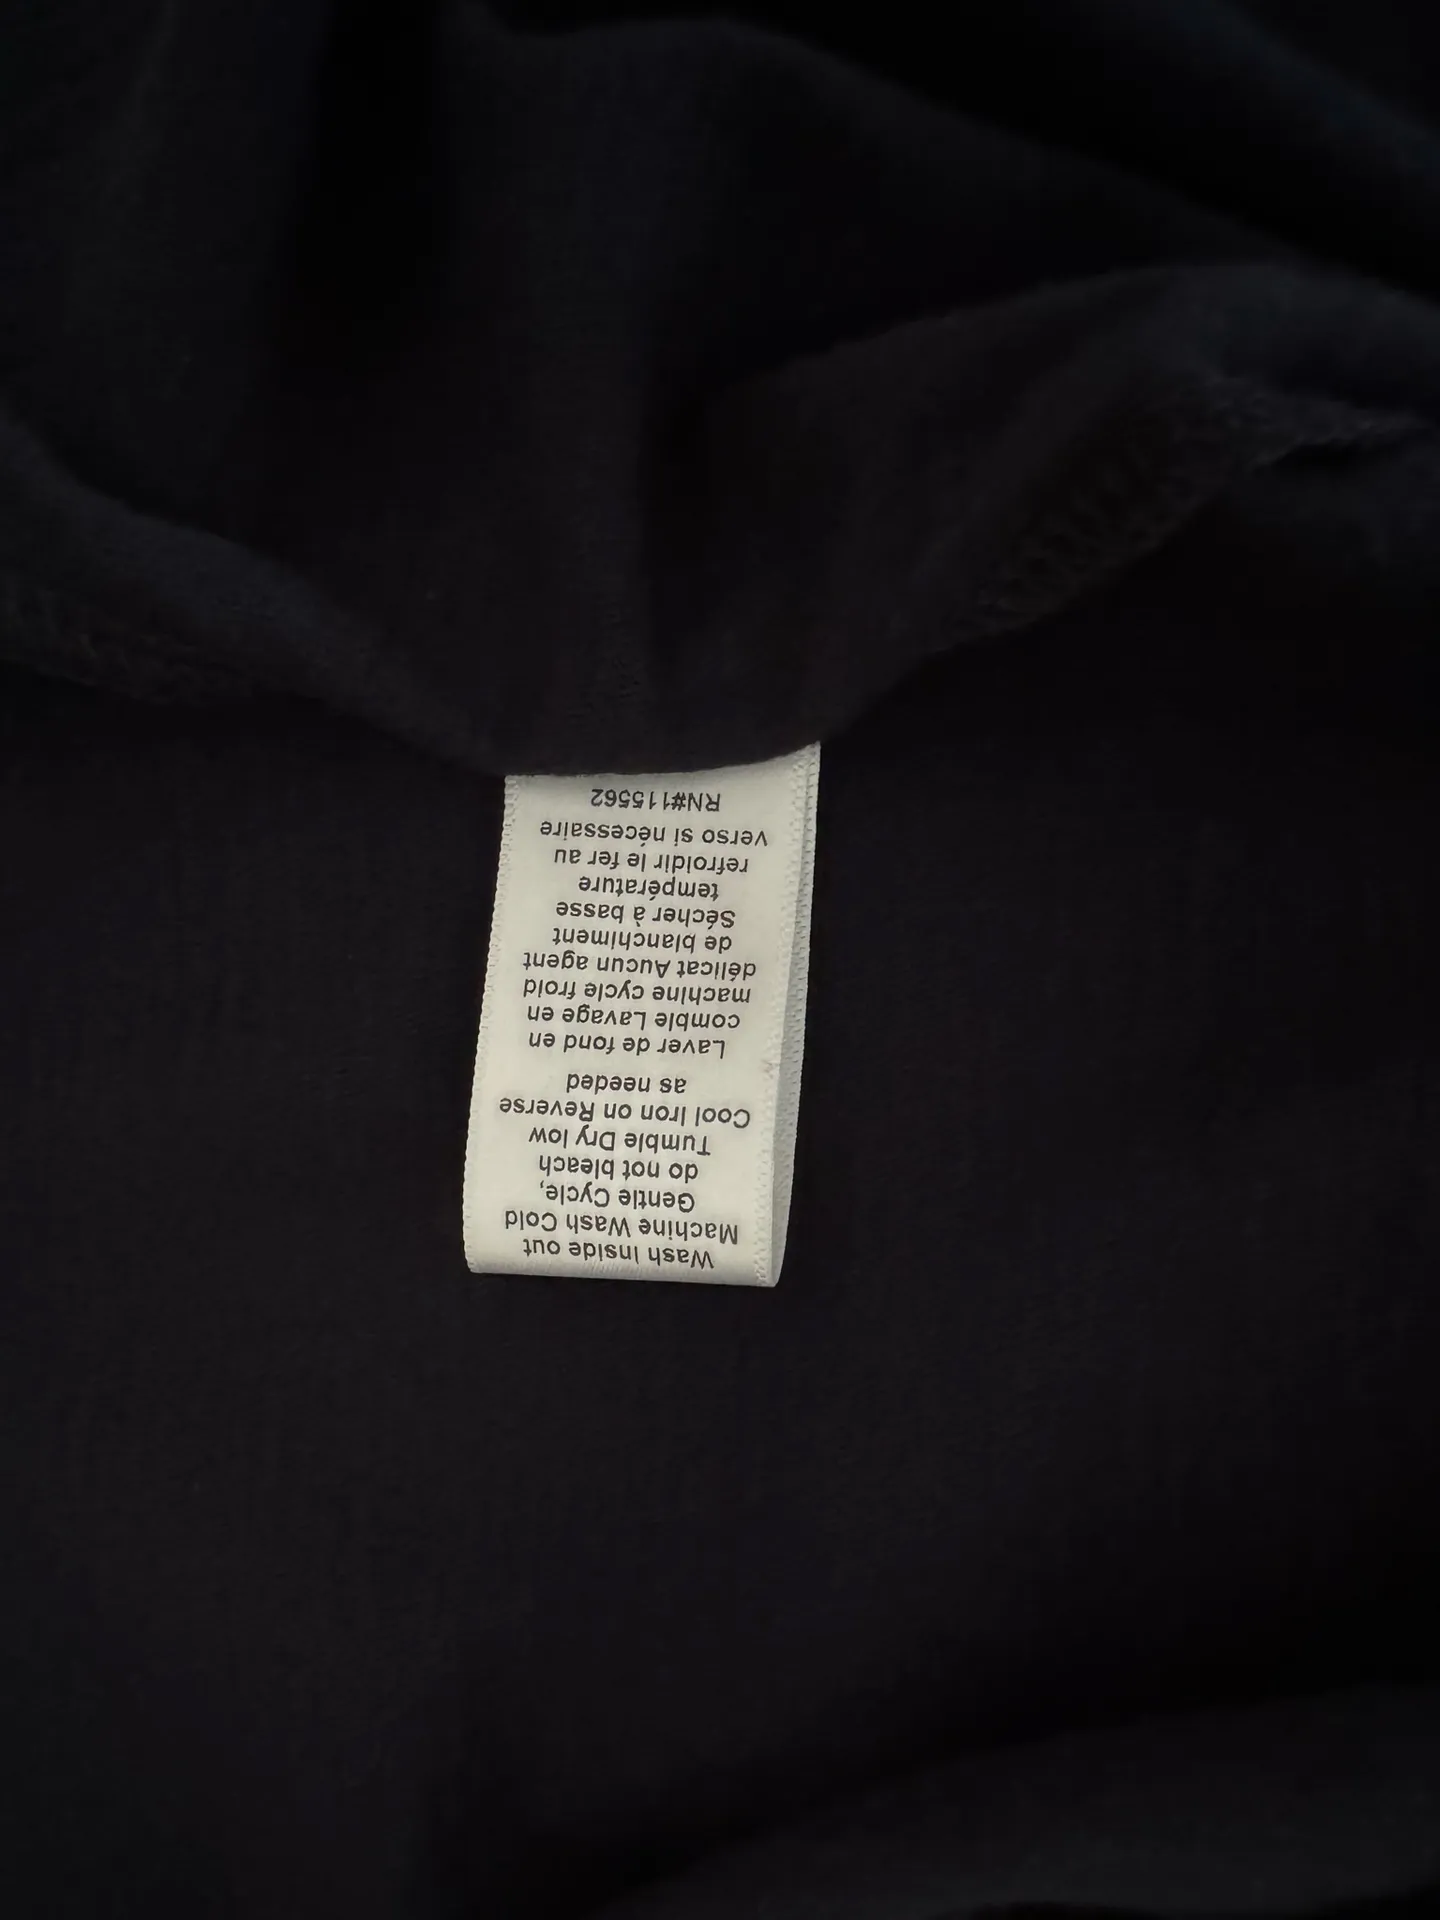 Wash Inside out
Machine Wash Cold
Gentle Cycle,
do not bleach
Tumble Dry low
Cool Iron on Reverse
as needed
Laver de fond en
comble Lavage en
machine cycle froid
délicat Aucun agent
de blanchiment
Sécher à basse
température
refroidir le fer au
verso si nécessaire
RN#115562